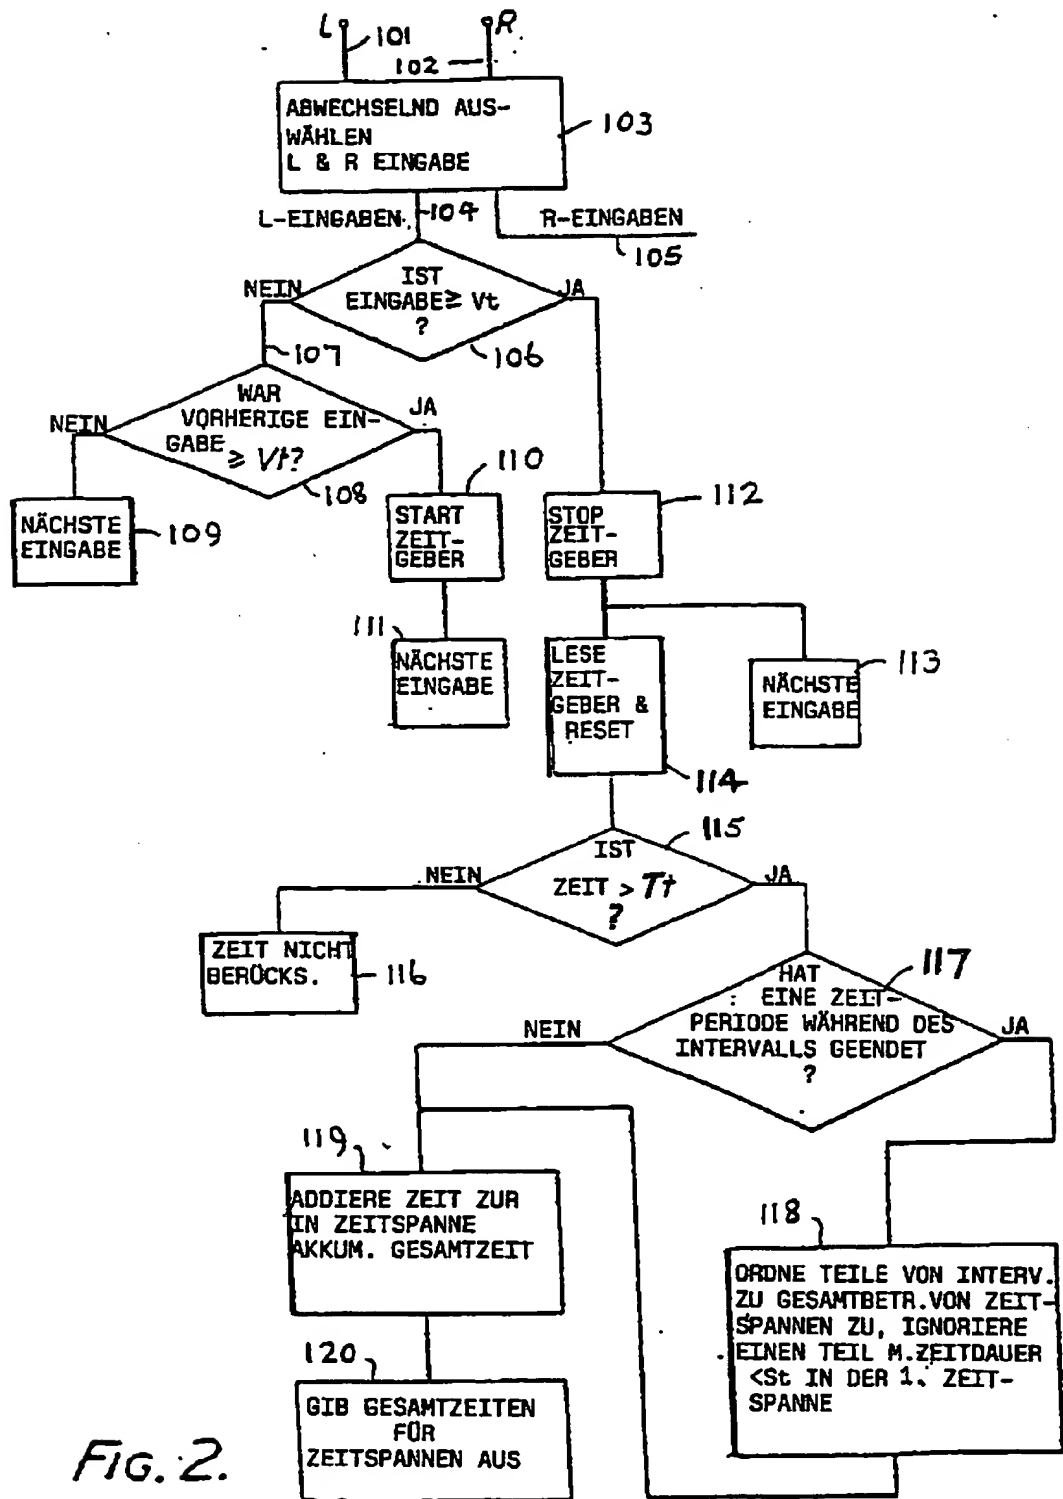 L
101
R
102
ABWECHSELND AUS-
WÄHLEN
L & R EINGABE
103
L-EINGABEN
104
R-EINGABEN
105
NEIN
IST
EINGABE ≥ Vt
?
JA
106
107
NEIN
WAR
VORHERIGE EIN-
GABE ≥ Vt?
JA
108
NÄCHSTE
EINGABE
109
110
START
ZEIT-
GEBER
112
STOP
ZEIT-
GEBER
111
NÄCHSTE
EINGABE
LESE
ZEIT-
GEBER &
RESET
114
113
NÄCHSTE
EINGABE
115
NEIN
IST
ZEIT > Tt
?
JA
ZEIT NICHT
BERÜCKS.
116
117
NEIN
HAT
EINE ZEIT-
PERIODE WÄHREND DES
INTERVALLS GEENDET
?
JA
119
ADDIERE ZEIT ZUR
IN ZEITSPANNE
AKKUM. GESAMTZEIT
118
ORDNE TEILE VON INTERV.
ZU GESAMTBETR. VON ZEIT-
SPANNEN ZU, IGNORIERE
EINEN TEIL M. ZEITDAUER
<St IN DER 1. ZEIT-
SPANNE
120
GIB GESAMTZEITEN
FÜR
ZEITSPANNEN AUS
FIG. 2.